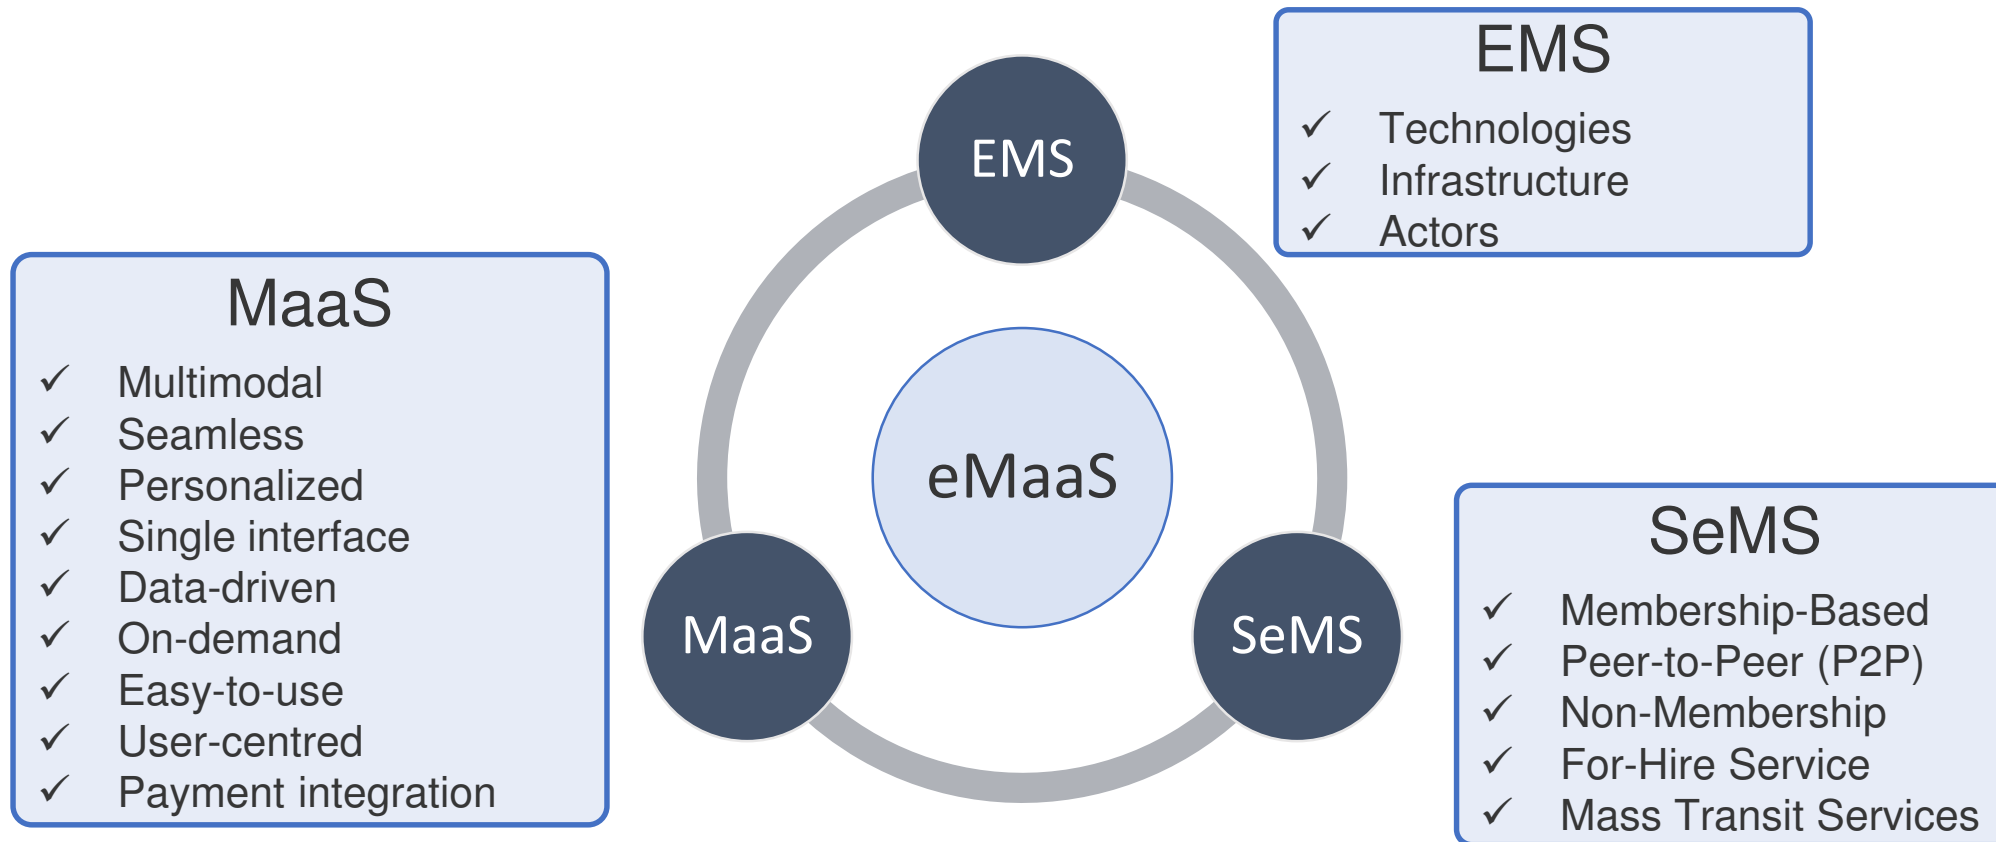 EMS
✓ Technologies
✓ Infrastructure
✓ Actors
EMS
MaaS
✓ Multimodal
✓ Seamless
✓ Personalized
✓ Single interface
✓ Data-driven
✓ On-demand
✓ Easy-to-use
✓ User-centred
✓ Payment integration
eMaaS
MaaS
SeMS
SeMS
✓ Membership-Based
✓ Peer-to-Peer (P2P)
✓ Non-Membership
✓ For-Hire Service
✓ Mass Transit Services